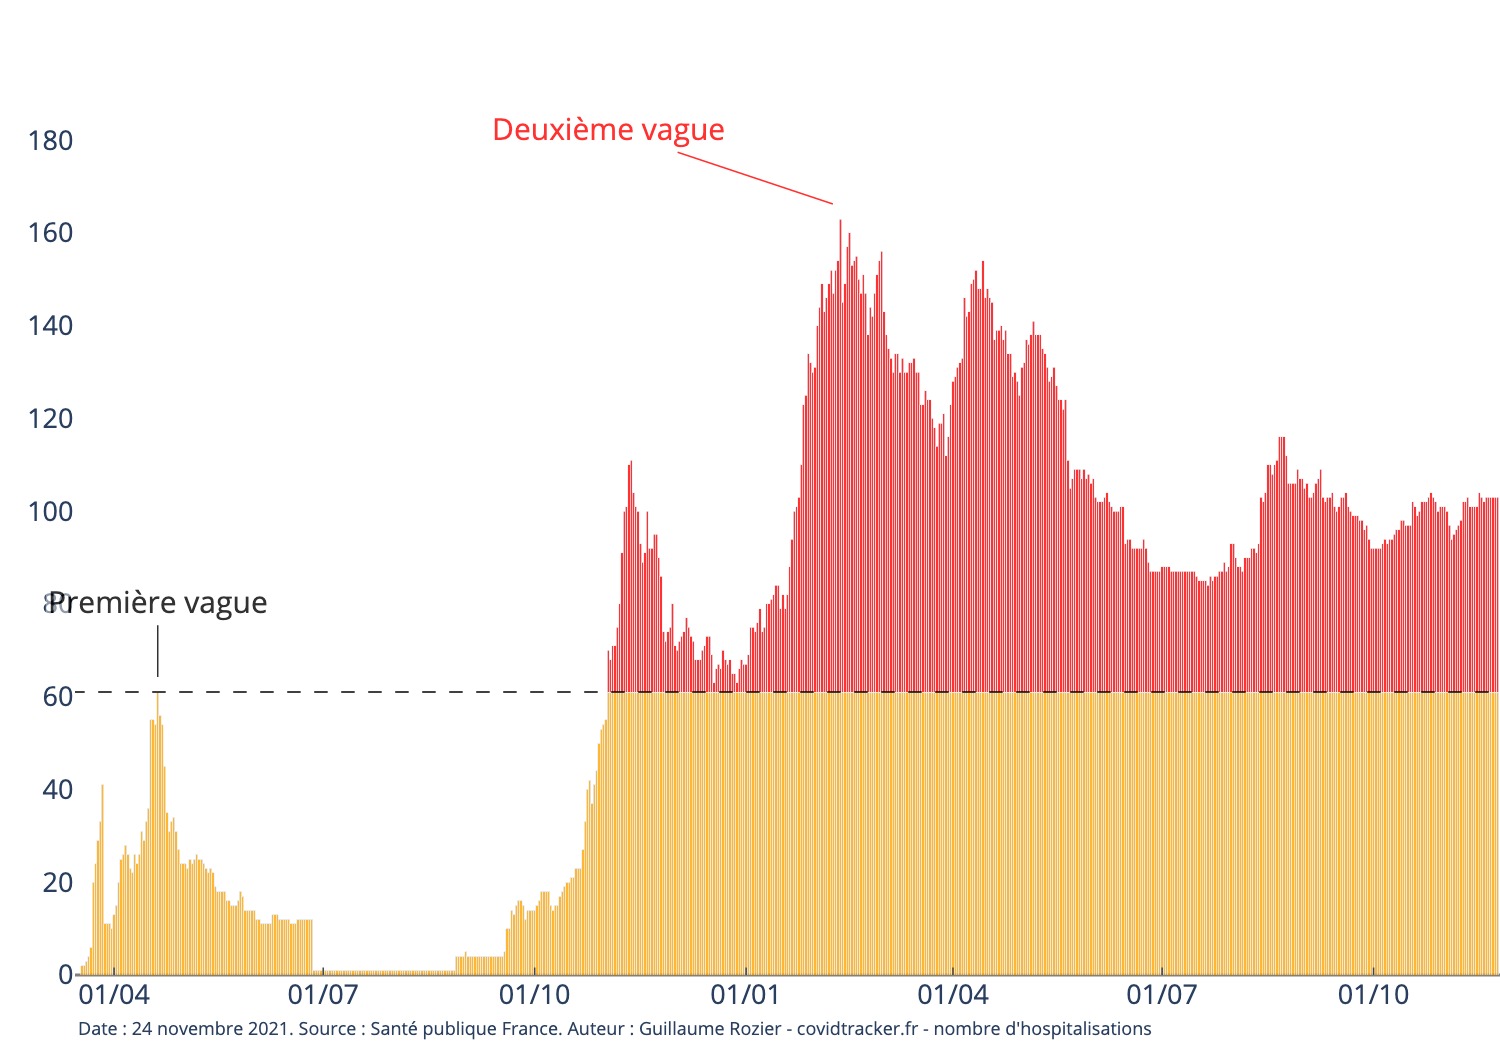 180
Deuxième vague
160
140
120
100
80
Première vague
60
40
20
0
01/04 01/07 01/10 01/01 01/04 01/07 01/10
Date : 24 novembre 2021. Source : Santé publique France. Auteur : Guillaume Rozier - covidtracker.fr - nombre d'hospitalisations